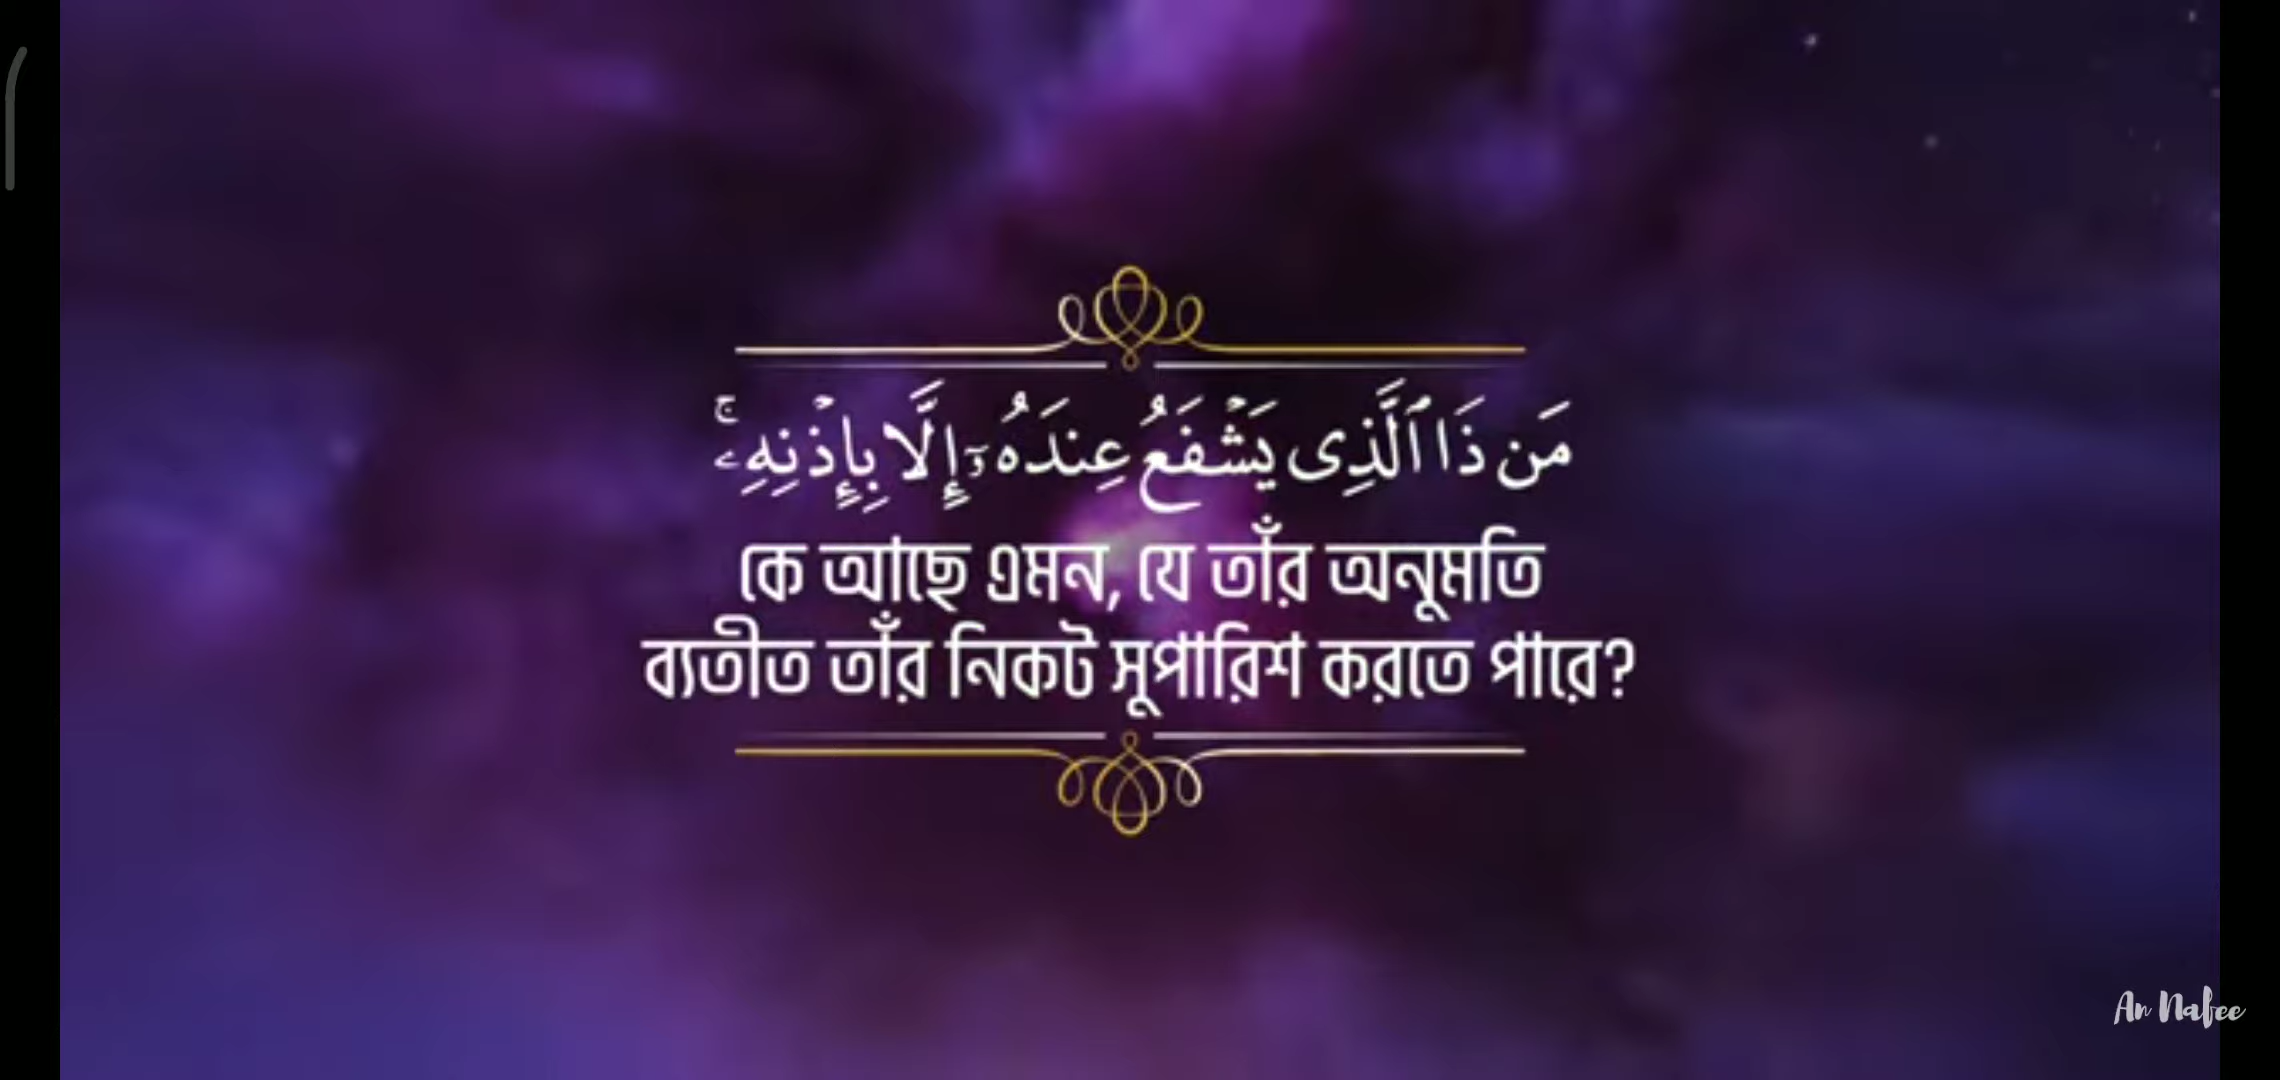 مَن ذَا ٱلَّذِى يَشْفَعُ عِندَهُۥٓ إِلَّا بِإِذْنِهِۦۚ
কে আছে এমন, যে তাঁর অনুমতি
ব্যতীত তাঁর নিকট সুপারিশ করতে পারে?
An Nafee